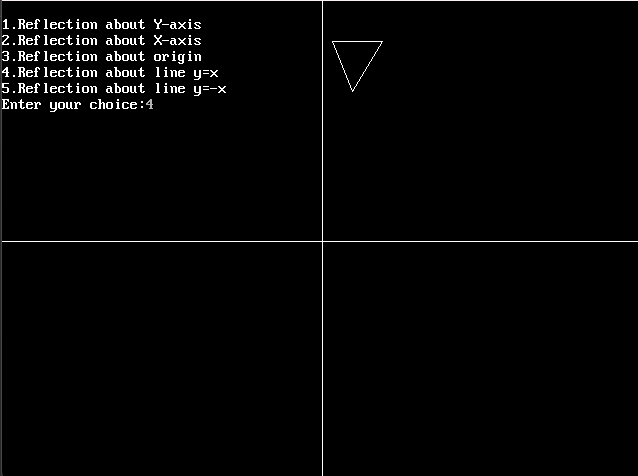 1.Reflection about Y-axis
2.Reflection about X-axis
3.Reflection about origin
4.Reflection about line y=x
5.Reflection about line y=-x
Enter your choice:4